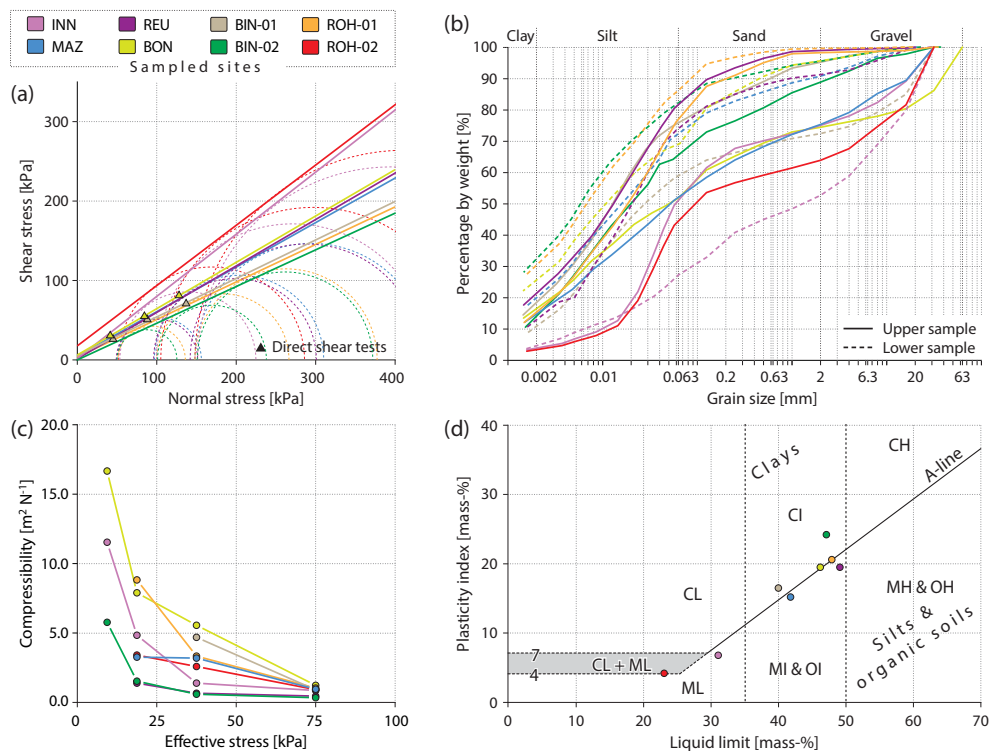 INN REU BIN-01 ROH-01
MAZ BON BIN-02 ROH-02
Sampled sites
(a)
Shear stress [kPa]
300
200
100
0
0 100 200 300 400
Direct shear tests
Normal stress [kPa]
(b)
Clay Silt Sand Gravel
Percentage by weight [%]
100
90
80
70
60
50
40
30
20
10
0
Upper sample
Lower sample
0.002 0.01 0.063 0.2 0.63 2 6.3 20 63
Grain size [mm]
(c)
Compressibility [m² N⁻¹]
20.0
15.0
10.0
5.0
0.0
0 25 50 75 100
Effective stress [kPa]
(d)
Plasticity index [mass-%]
40
30
20
10
0
Clays
CH
A-line
CI
CL
MH & OH
Silts &
organic soils
7
CL + ML
4
MI & OI
ML
0 10 20 30 40 50 60 70
Liquid limit [mass-%]